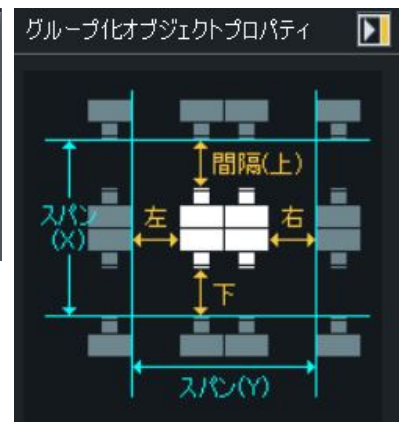 グループ化オブジェクトプロパティ
間隔(上)
スパン
(X)
左
右
下
スパン(Y)